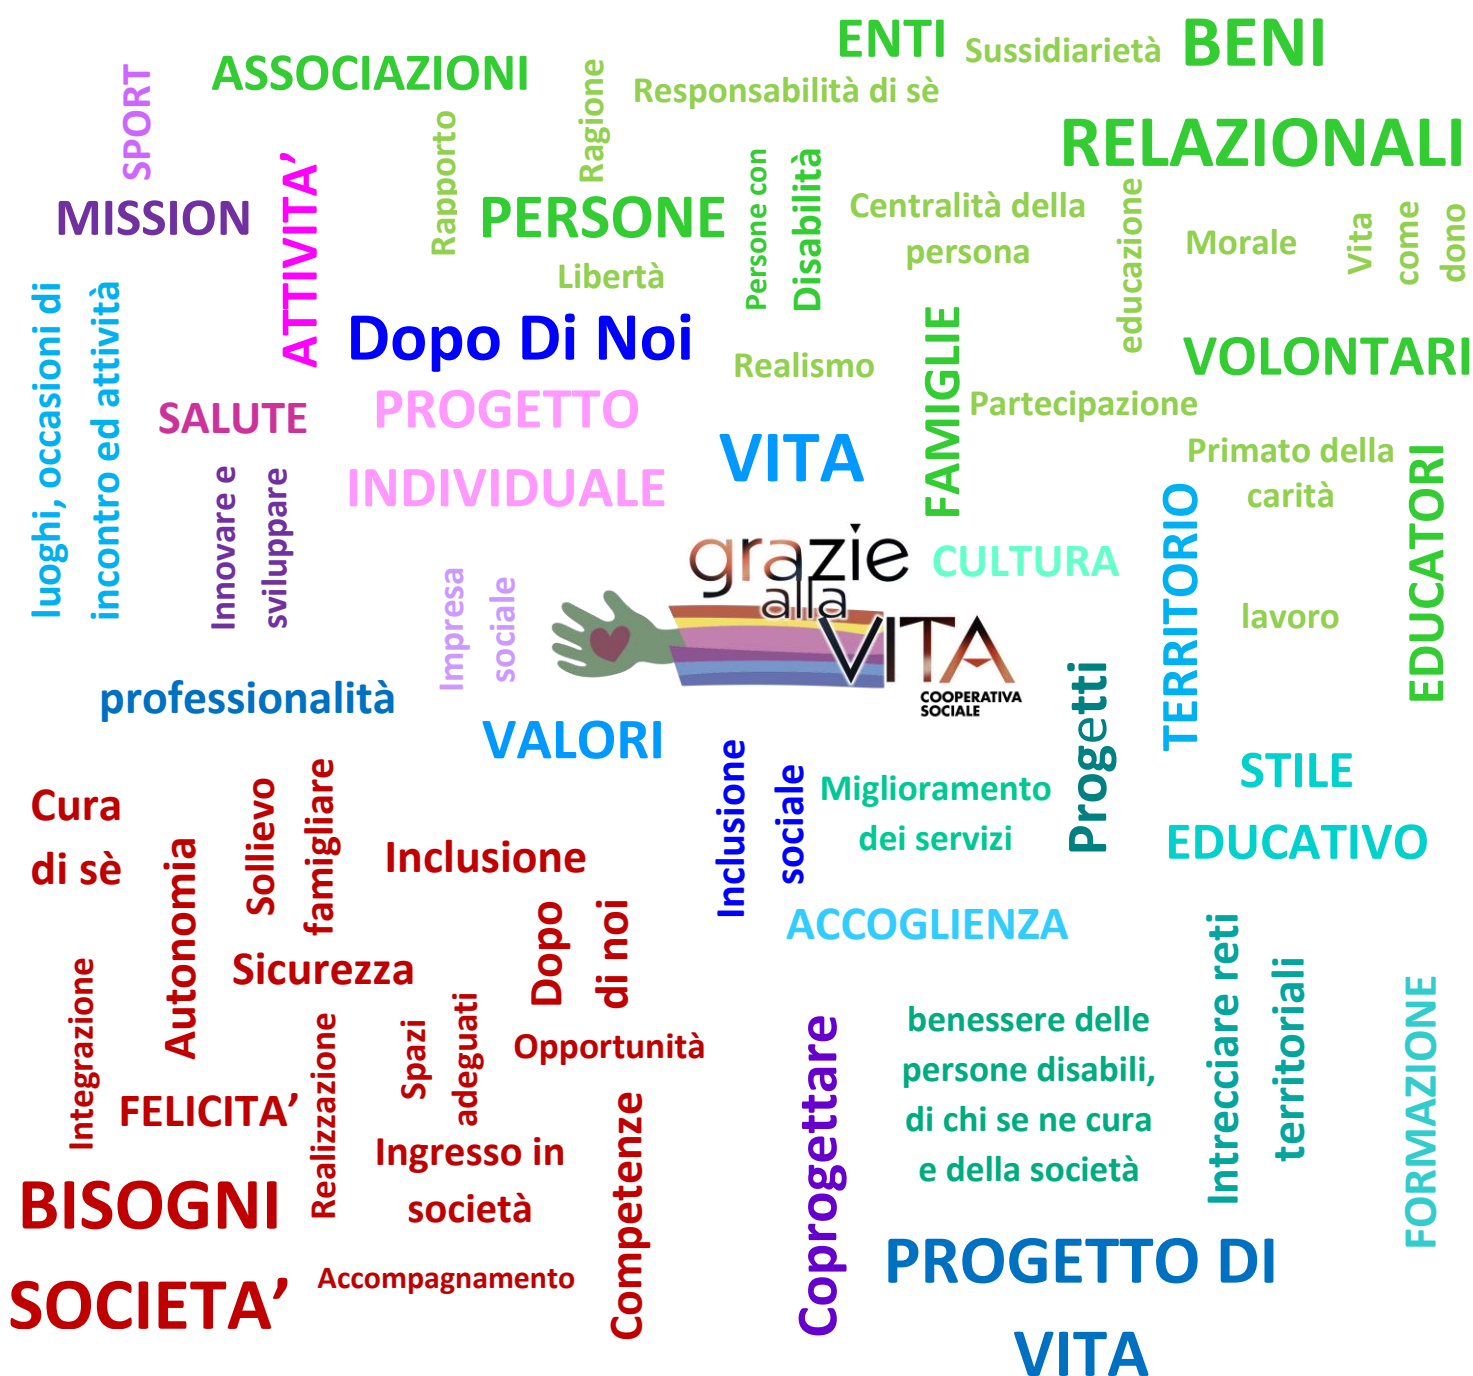 ENTI
Sussidiarietà
BENI
RELAZIONALI
ASSOCIAZIONI
Responsabilità di sè
SPORT
Ragione
Rapporto
ATTIVITA’
MISSION
PERSONE
Persone con
Disabilità
Centralità della
persona
educazione
Morale
Vita
come
dono
Libertà
luoghi, occasioni di
incontro ed attività
Dopo Di Noi
Realismo
FAMIGLIE
VOLONTARI
SALUTE
PROGETTO
INDIVIDUALE
Partecipazione
VITA
Primato della
carità
EDUCATORI
Innovare e
sviluppare
TERRITORIO
grazie
alla
VITA
COOPERATIVA
SOCIALE
CULTURA
Impresa
sociale
lavoro
professionalità
VALORI
Progetti
Inclusione
sociale
Miglioramento
dei servizi
STILE
EDUCATIVO
Cura
di sè
Autonomia
Sollievo
famigliare
Inclusione
Dopo
di noi
ACCOGLIENZA
Sicurezza
Integrazione
Realizzazione
Spazi
adeguati
Opportunità
Coprogettare
benessere delle
persone disabili,
di chi se ne cura
e della società
Intrecciare reti
territoriali
FORMAZIONE
FELICITA’
Ingresso in
società
Competenze
BISOGNI
SOCIETA’
Accompagnamento
PROGETTO DI
VITA